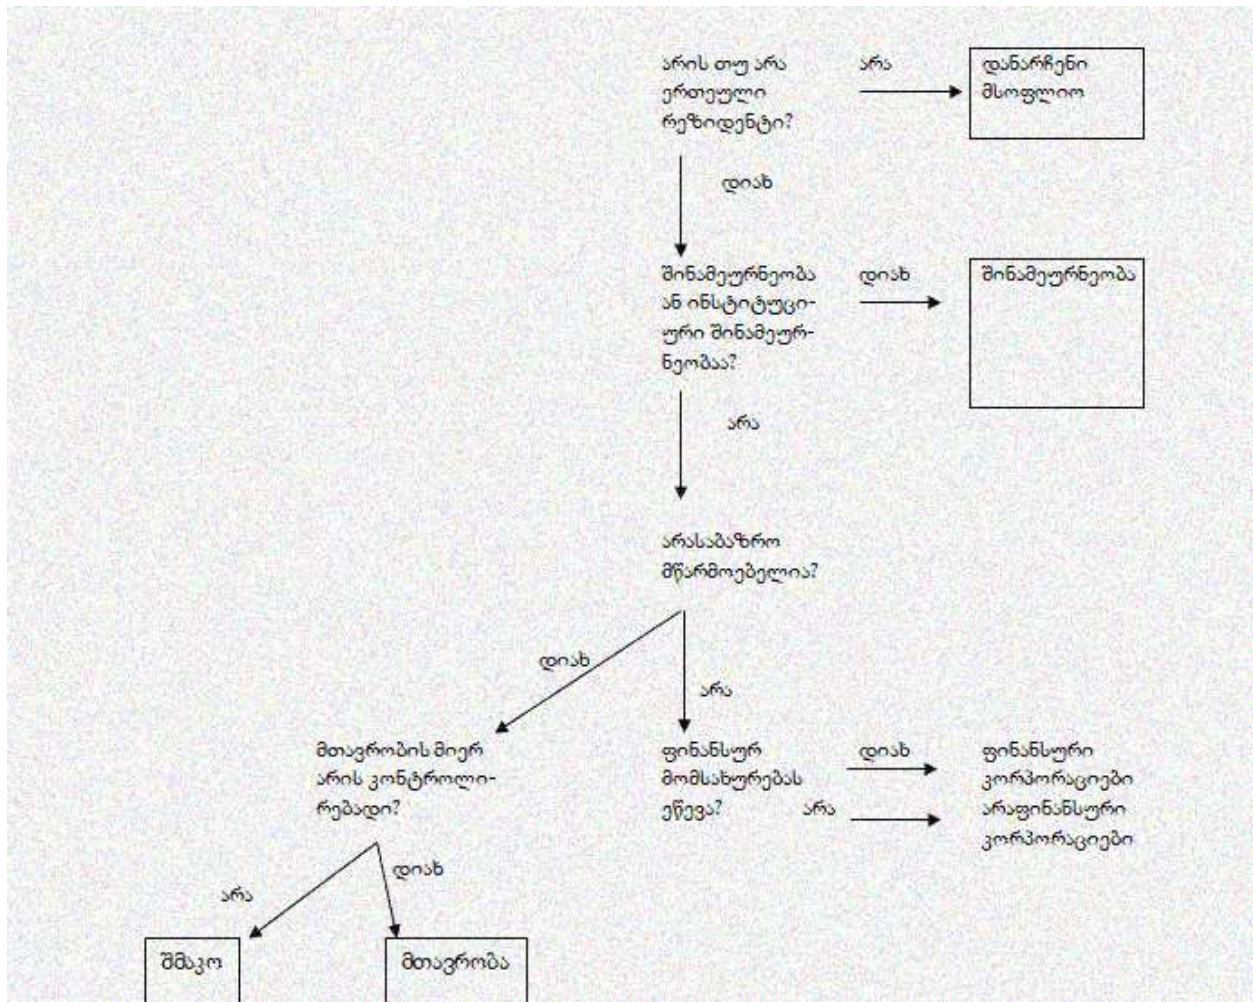 არის თუ არა
ერთეული
რეზიდენტი?
არა
დანარჩენი
მსოფლიო
დიახ
შინამეურნეობა
ან ინსტიტუცი-
ური შინამეურ-
ნეობაა?
დიახ
შინამეურნეობა
არა
არასაბაზრო
მწარმოებელია?
დიახ
არა
მთავრობის მიერ
არის კონტროლი-
რებადი?
ფინანსურ
მომსახურებას
ეწევა?
დიახ
არა
ფინანსური
კორპორაციები
არაფინანსური
კორპორაციები
არა
დიახ
შმაკო
მთავრობა